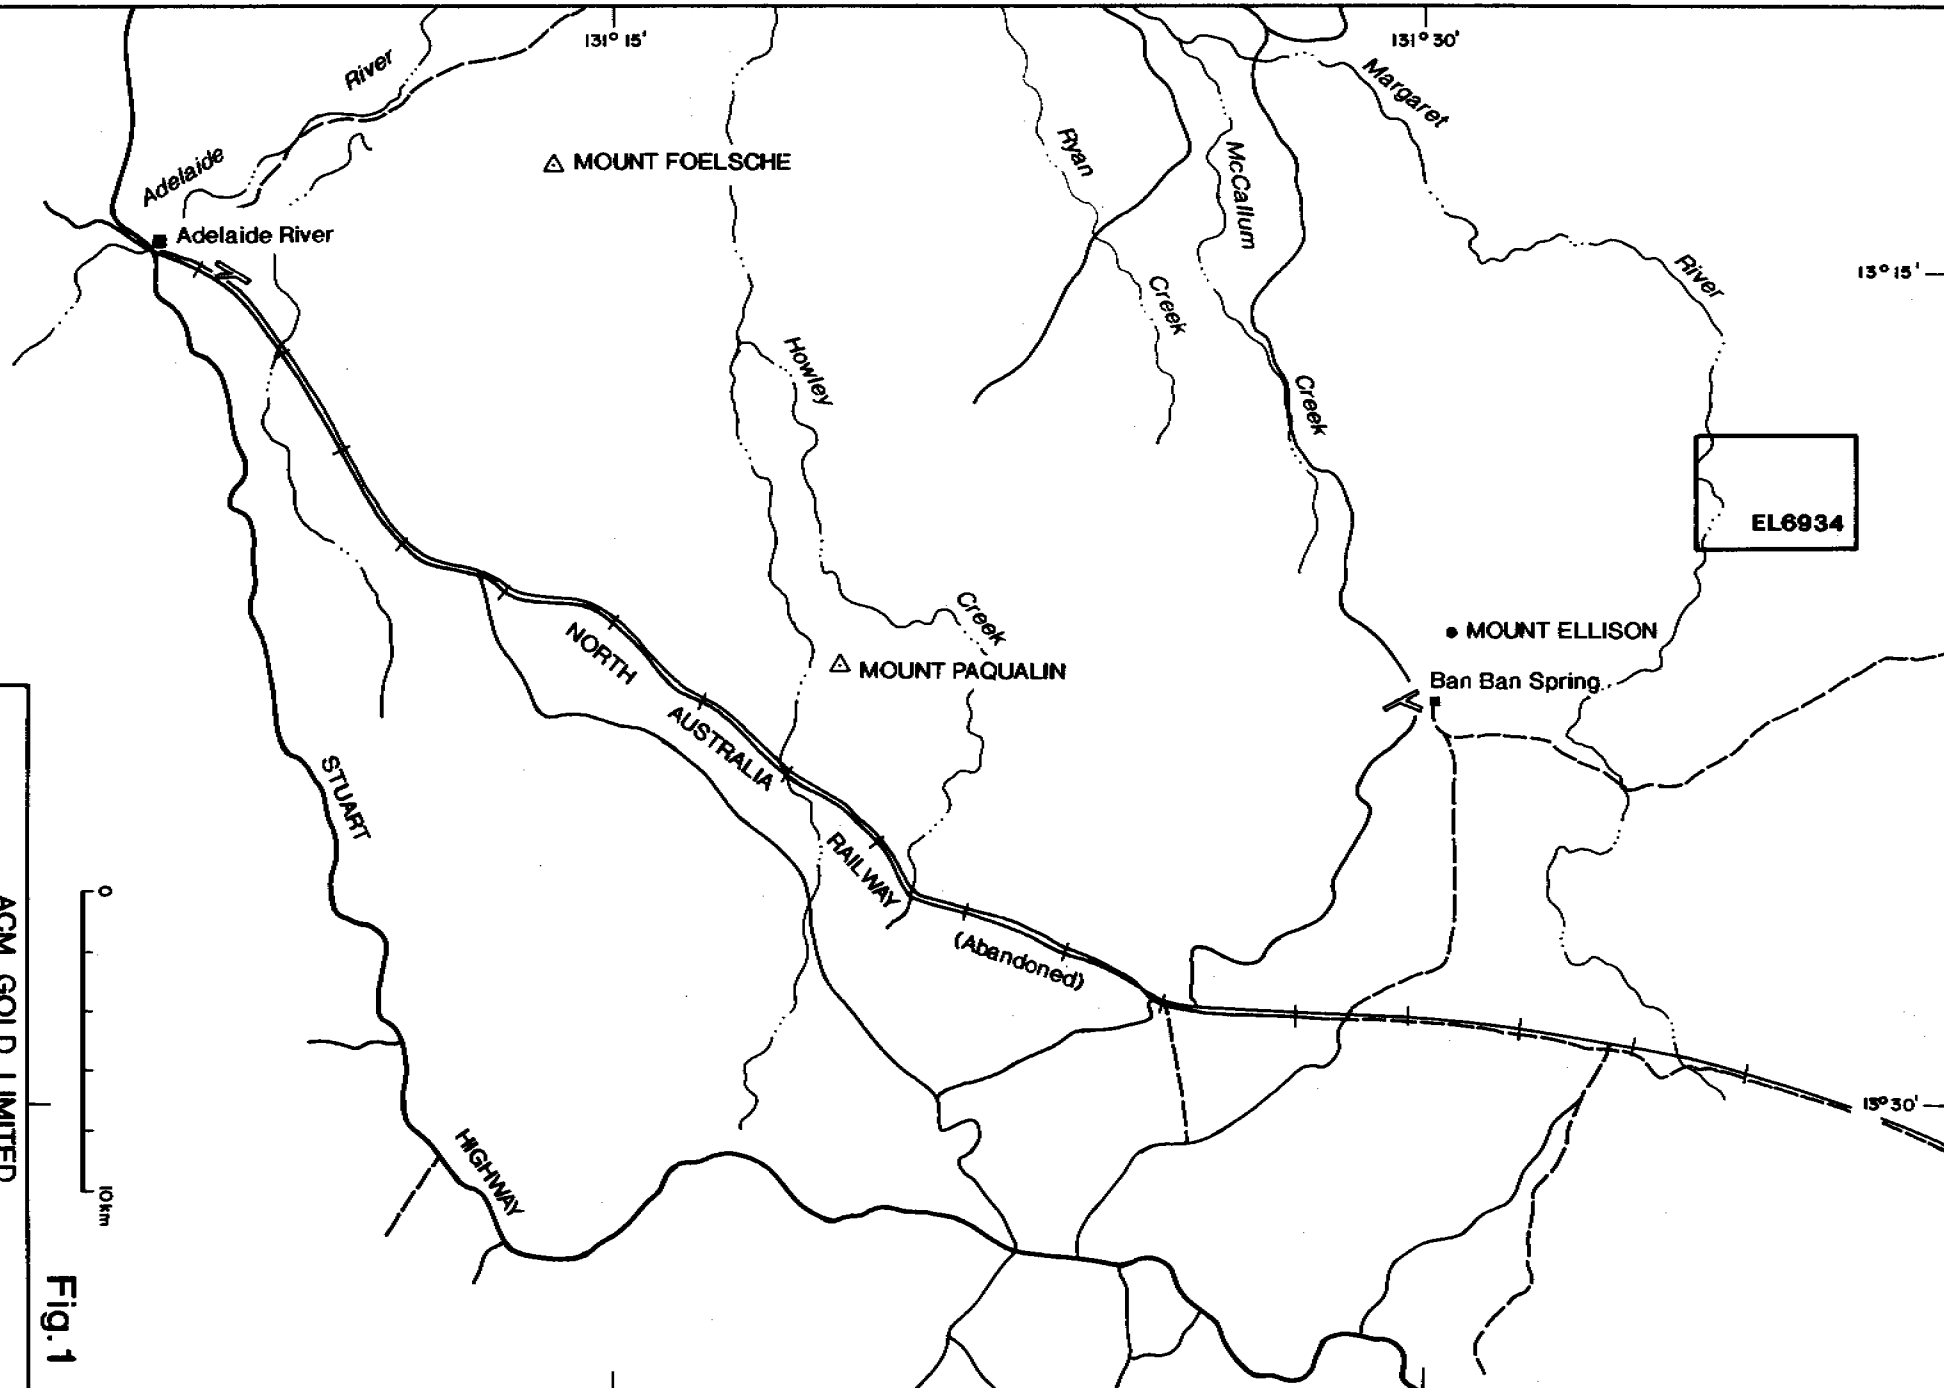 131° 15'
131° 30'
River
Margaret
Adelaide
MOUNT FOELSCHE
Ryan
McCallum
Adelaide River
River
13° 15'
Creek
Howley
Creek
EL6934
Creek
MOUNT ELLISON
NORTH
MOUNT PAQUALIN
Ban Ban Spring
AUSTRALIA
STUART
RAILWAY
(Abandoned)
0
10km
ACM GOLD LIMITED
13° 30'
HIGHWAY
Fig. 1